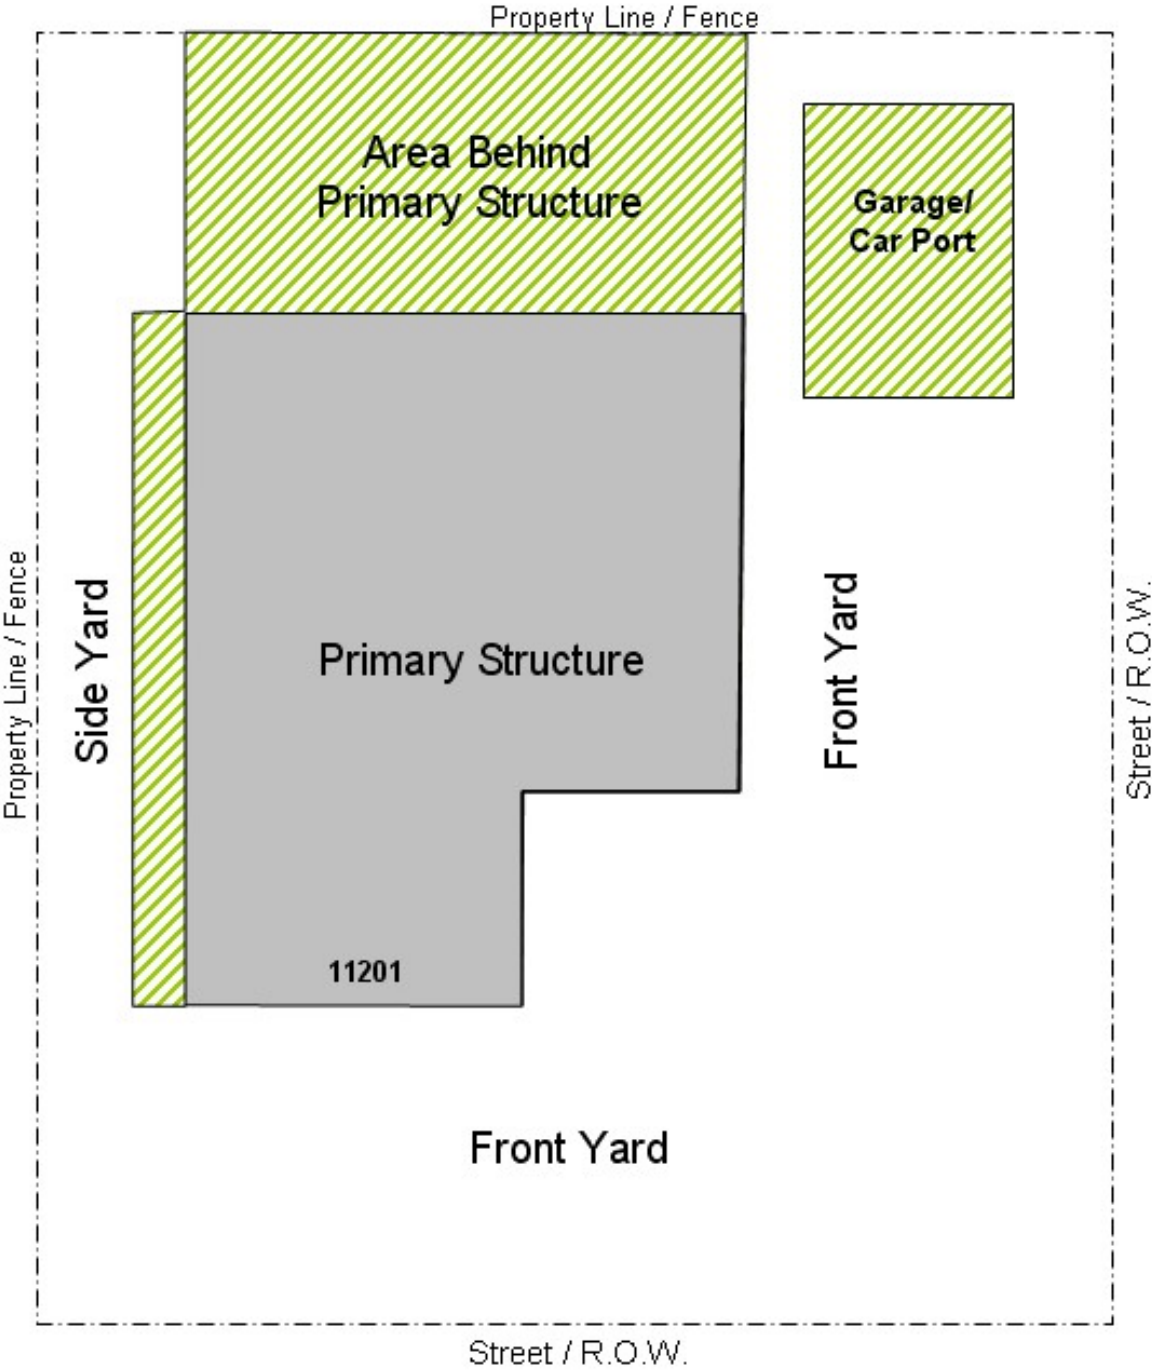 Property Line / Fence
Area Behind
Primary Structure
Garage/
Car Port
Property Line / Fence
Side Yard
Primary Structure
Front Yard
Street / R.O.W.
11201
Front Yard
Street / R.O.W.